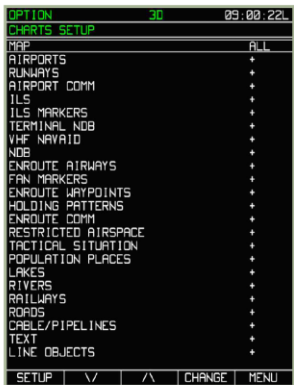 OPTION 3D 09:00:22L
CHARTS SETUP
MAP ALL
AIRPORTS +
RUNWAYS +
AIRPORT COMM +
ILS +
ILS MARKERS +
TERMINAL NDB +
VHF NAVAID +
NDB +
ENROUTE AIRWAYS +
FAN MARKERS +
ENROUTE WAYPOINTS +
HOLDING PATTERNS +
ENROUTE COMM +
RESTRICTED AIRSPACE +
TACTICAL SITUATION +
POPULATION PLACES +
LAKES +
RIVERS +
RAILWAYS +
ROADS +
CABLE/PIPELINES +
TEXT +
LINE OBJECTS +
SETUP \/ /\ CHANGE MENU